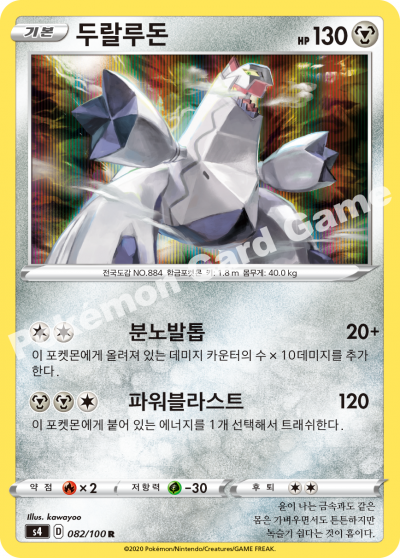 기본 두랄루돈 HP 130
전국도감 NO.884 합금포켓몬 키: 1.8 m 몸무게: 40.0 kg
Pokémon Card Game
분노발톱 20+
이 포켓몬에게 올려져 있는 데미지 카운터의 수 × 10데미지를 추가
한다.
파워블라스트 120
이 포켓몬에게 붙어 있는 에너지를 1개 선택해서 트래쉬한다.
약점 × 2 저항력 -30 후퇴
Illus. kawayoo
s4 D 082/100 R
윤이 나는 금속과도 같은
몸은 가벼우면서도 튼튼하지만
녹슬기 쉽다는 것이 흠이다.
©2020 Pokémon/Nintendo/Creatures/GAME FREAK.